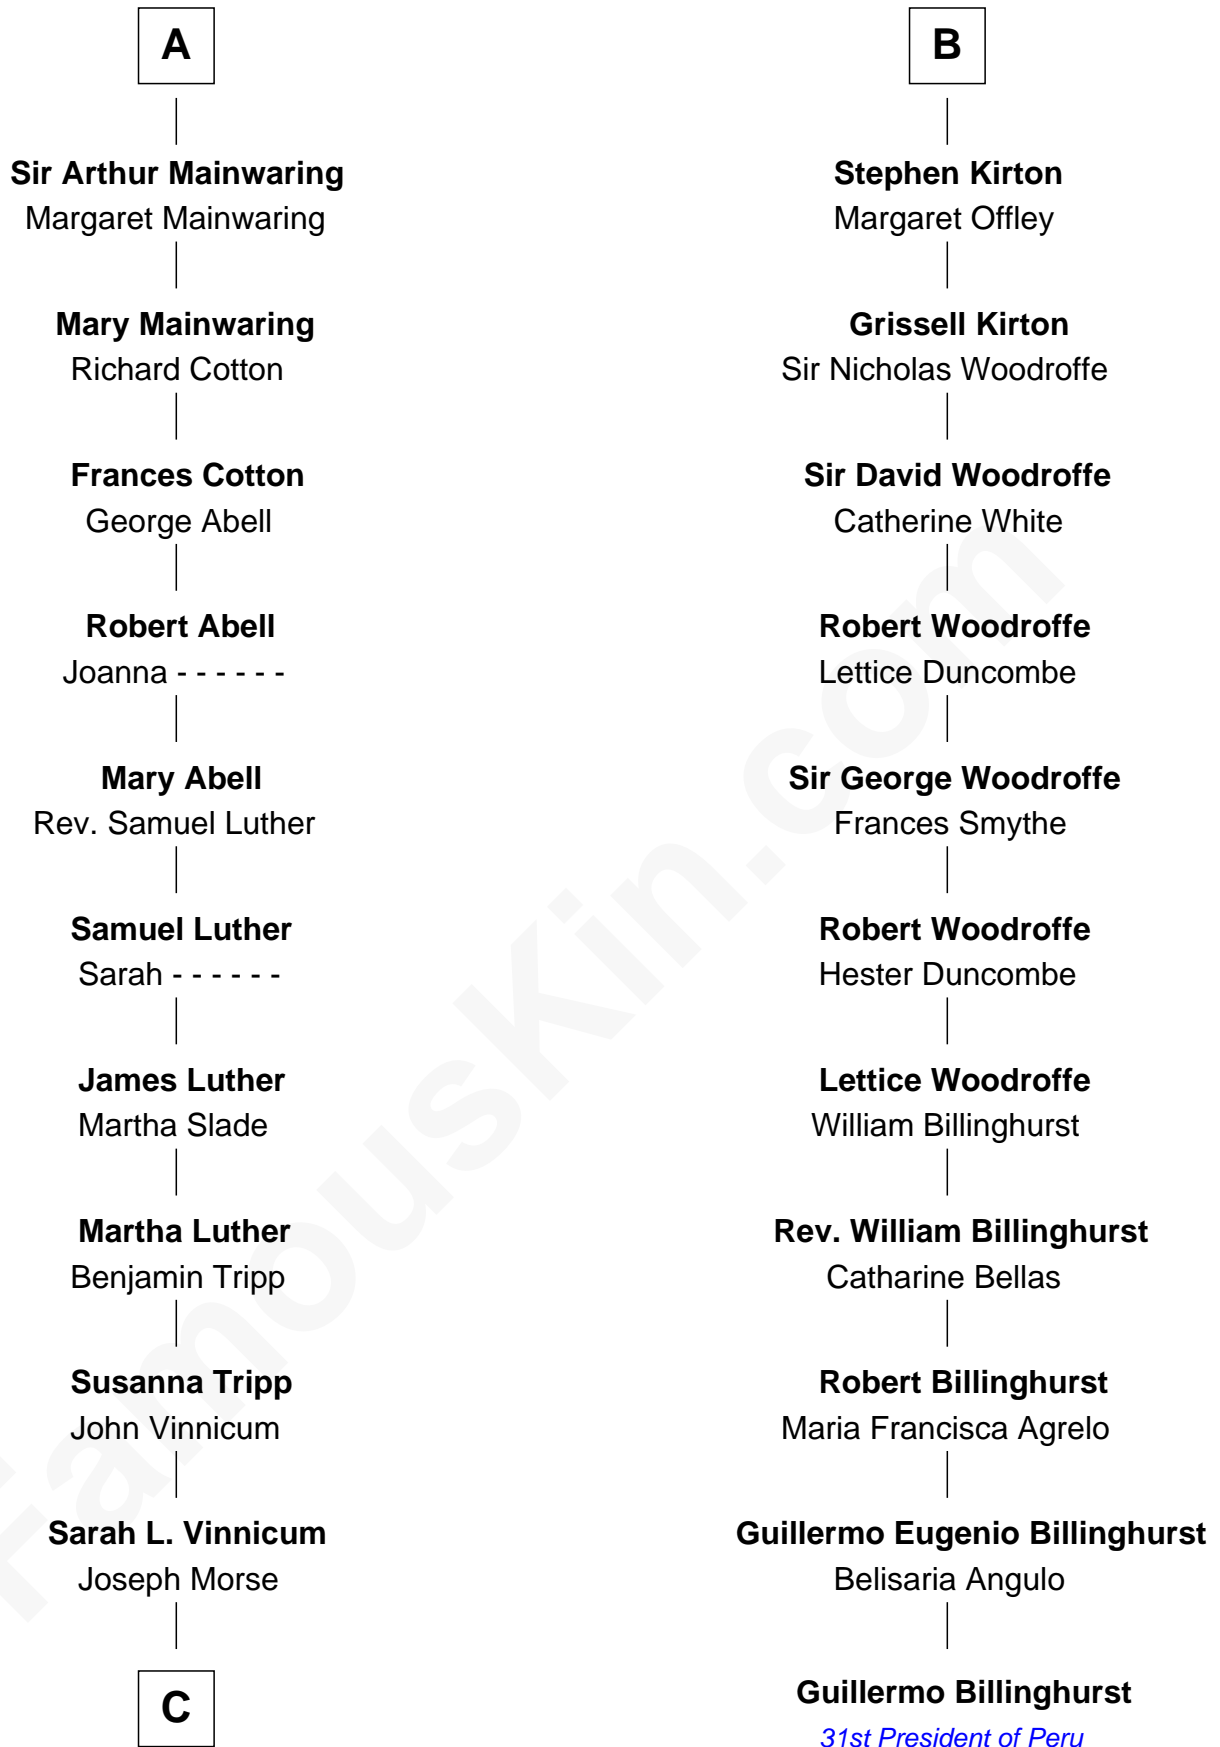 A
Sir Arthur Mainwaring
Margaret Mainwaring
Mary Mainwaring
Richard Cotton
Frances Cotton
George Abell
Robert Abell
Joanna - - - - - -
Mary Abell
Rev. Samuel Luther
Samuel Luther
Sarah - - - - - -
James Luther
Martha Slade
Martha Luther
Benjamin Tripp
Susanna Tripp
John Vinnicum
Sarah L. Vinnicum
Joseph Morse
C
B
Stephen Kirton
Margaret Offley
Grissell Kirton
Sir Nicholas Woodroffe
Sir David Woodroffe
Catherine White
Robert Woodroffe
Lettice Duncombe
Sir George Woodroffe
Frances Smythe
Robert Woodroffe
Hester Duncombe
Lettice Woodroffe
William Billinghurst
Rev. William Billinghurst
Catharine Bellas
Robert Billinghurst
Maria Francisca Agrelo
Guillermo Eugenio Billinghurst
Belisaria Angulo
Guillermo Billinghurst
31st President of Peru
FamousKin.com